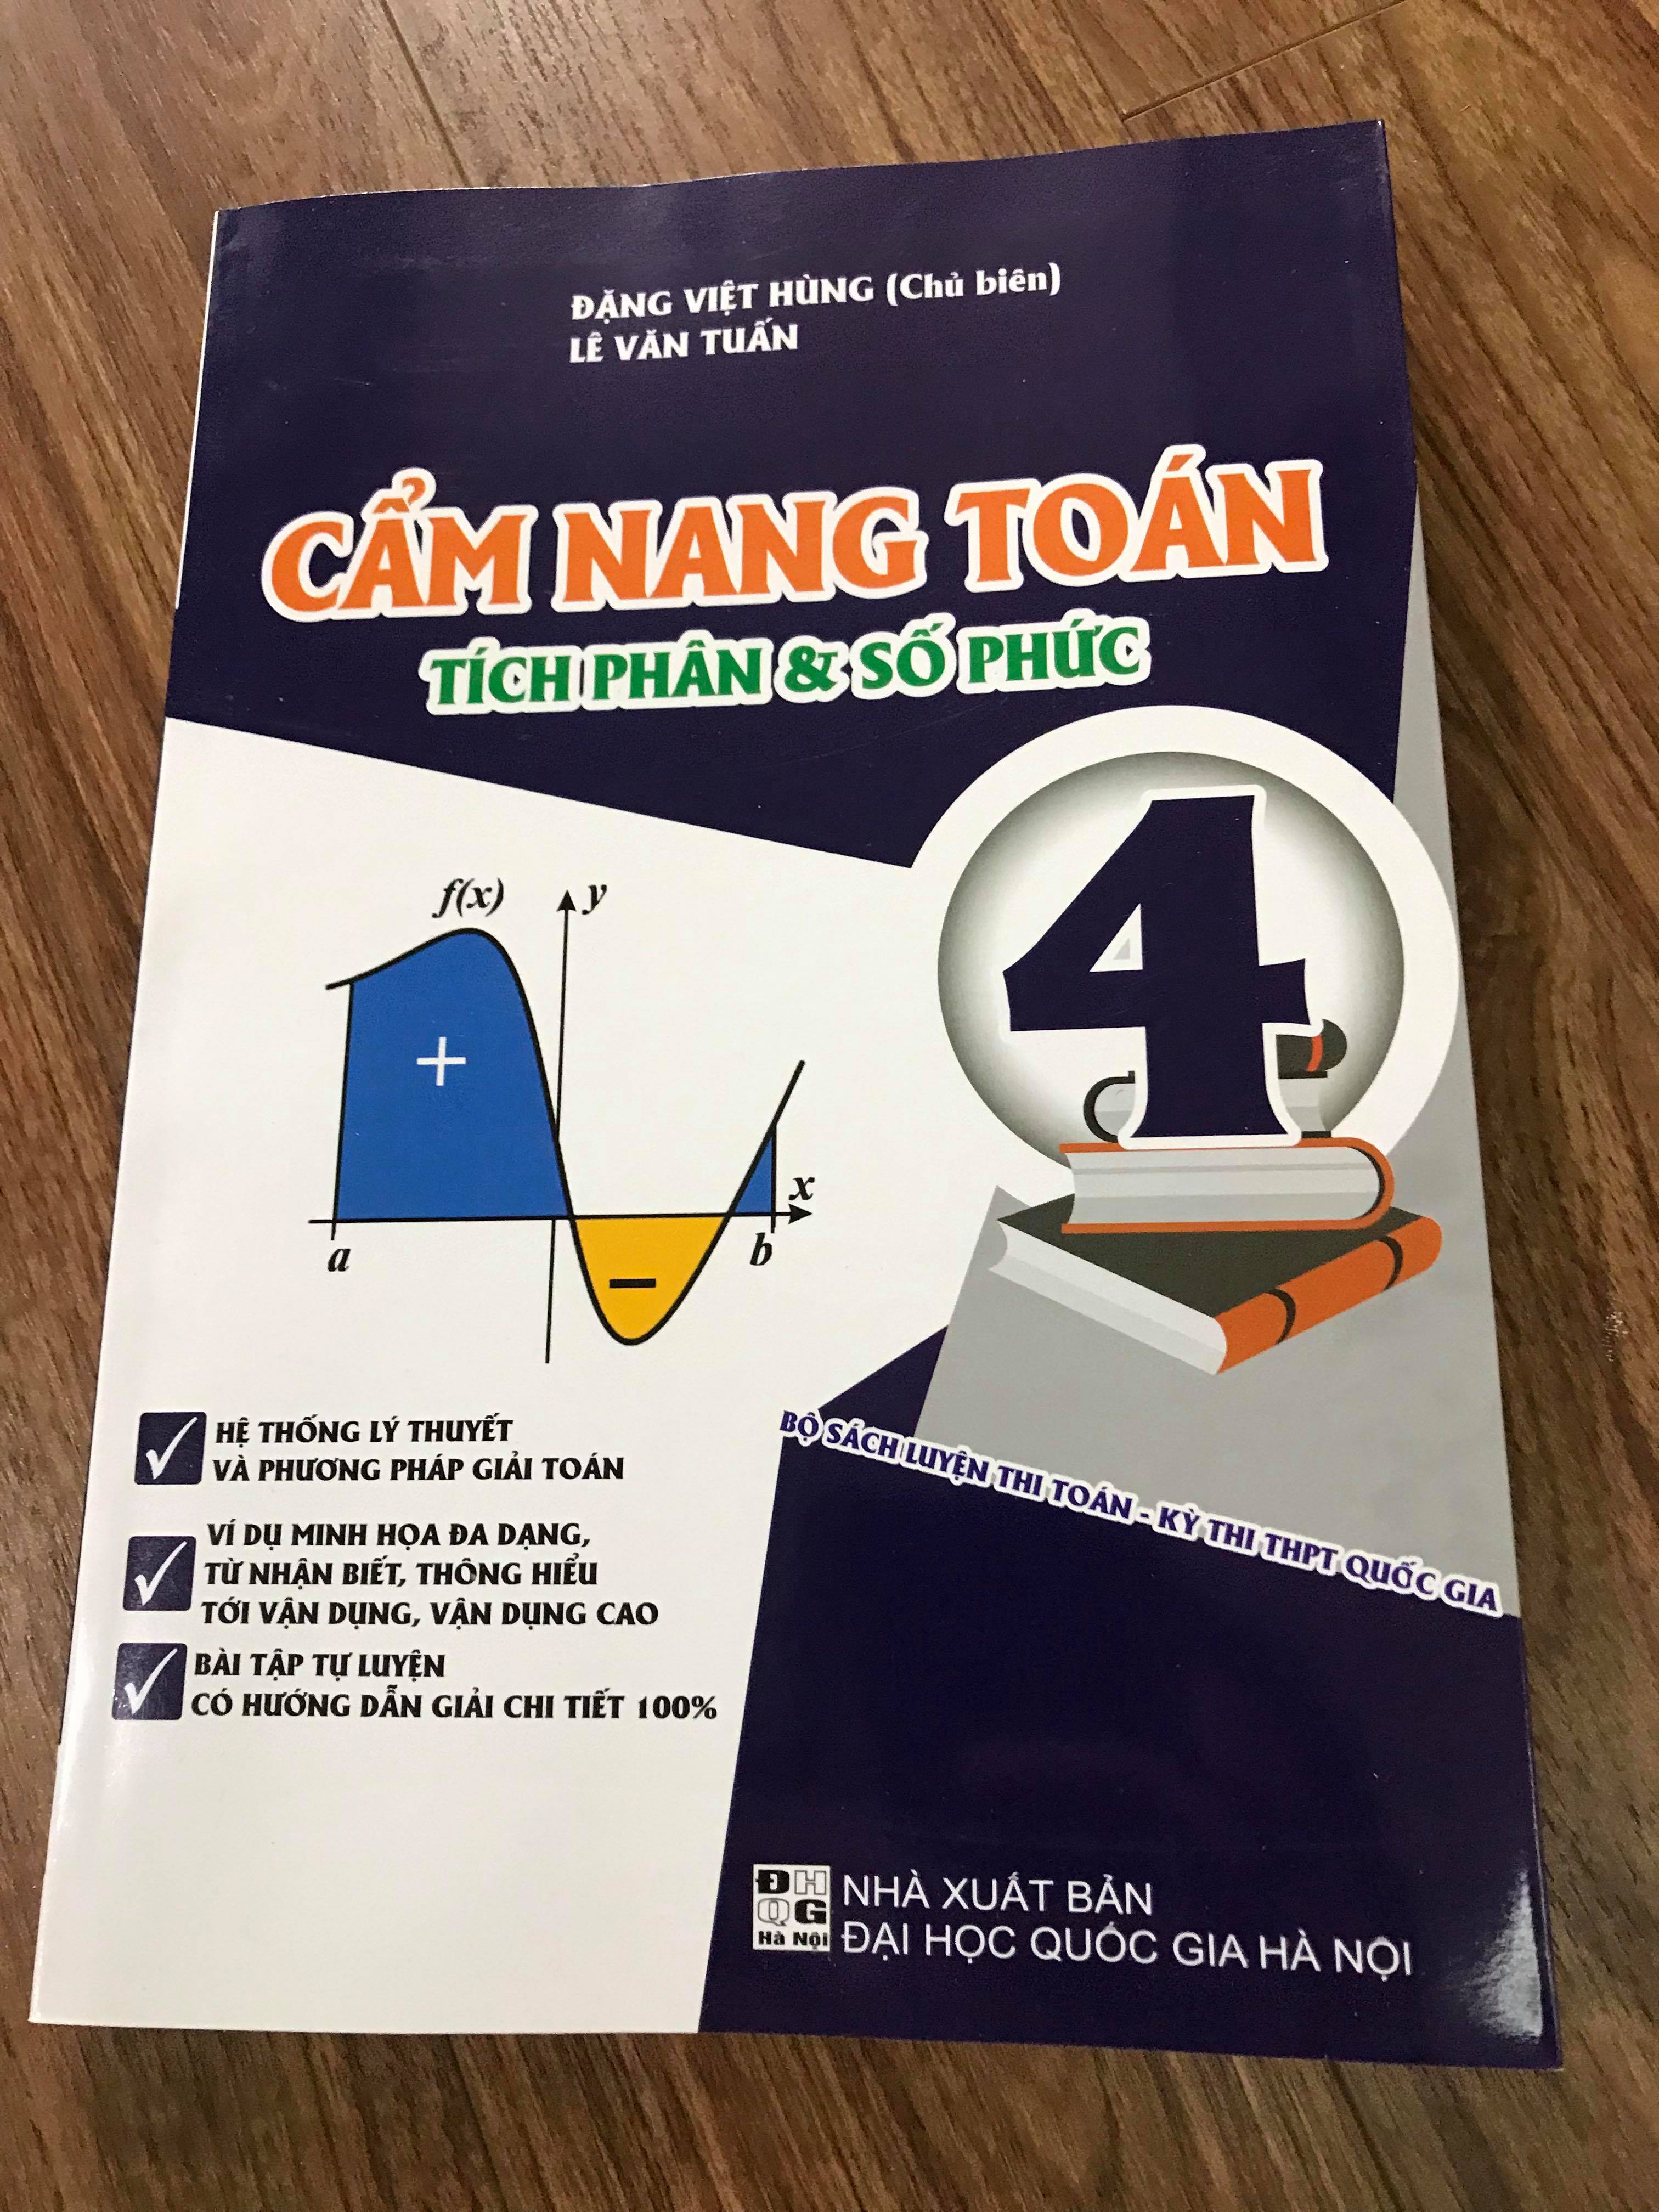 ĐẶNG VIỆT HÙNG (Chủ biên)
LÊ VĂN TUẤN
CẨM NANG TOÁN
TÍCH PHÂN & SỐ PHỨC
4
f(x)
y
+
x
a
b
−
HỆ THỐNG LÝ THUYẾT
VÀ PHƯƠNG PHÁP GIẢI TOÁN
VÍ DỤ MINH HỌA ĐA DẠNG,
TỪ NHẬN BIẾT, THÔNG HIỂU
TỚI VẬN DỤNG, VẬN DỤNG CAO
BÀI TẬP TỰ LUYỆN
CÓ HƯỚNG DẪN GIẢI CHI TIẾT 100%
BỘ SÁCH LUYỆN THI TOÁN - KỲ THI THPT QUỐC GIA
ĐH
QG
Hà Nội
NHÀ XUẤT BẢN
ĐẠI HỌC QUỐC GIA HÀ NỘI